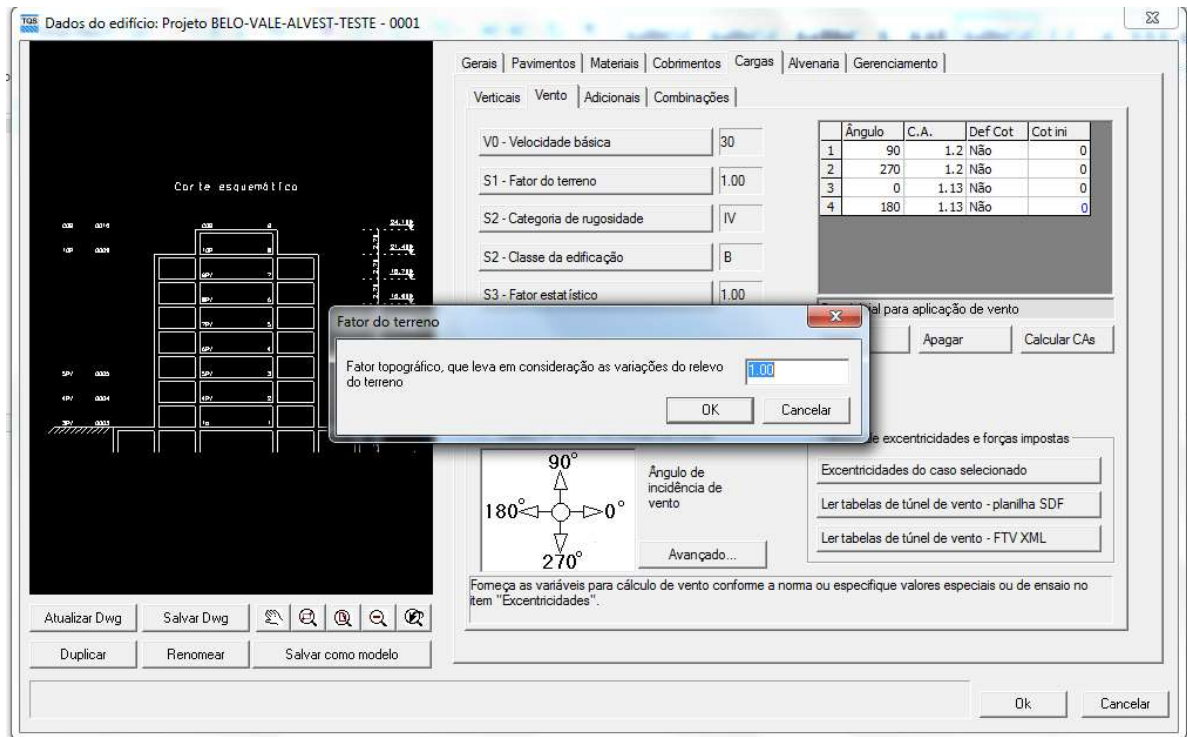 TQS Dados do edifício: Projeto BELO-VALE-ALVEST-TESTE - 0001
Gerais Pavimentos Materiais Cobrimentos Cargas Alvenaria Gerenciamento
Verticais Vento Adicionais Combinações
V0 - Velocidade básica 30
S1 - Fator do terreno 1.00
S2 - Categoria de rugosidade IV
S2 - Classe da edificação B
S3 - Fator estatístico 1.00
Ângulo C.A. Def Cot Cot ini
1 90 1.2 Não 0
2 270 1.2 Não 0
3 0 1.13 Não 0
4 180 1.13 Não 0
para aplicação de vento
Apagar Calcular CAs
Corte esquemático
Fator do terreno
Fator topográfico, que leva em consideração as variações do relevo
do terreno
1.00
OK Cancelar
e excentricidades e forças impostas
Excentricidades do caso selecionado
Ler tabelas de túnel de vento - planilha SDF
Ler tabelas de túnel de vento - FTV XML
90°
180° 0°
270°
Ângulo de
incidência de
vento
Avançado...
Forneça as variáveis para cálculo de vento conforme a norma ou especifique valores especiais ou de ensaio no
item "Excentricidades".
Atualizar Dwg Salvar Dwg
Duplicar Renomear Salvar como modelo
Ok Cancelar